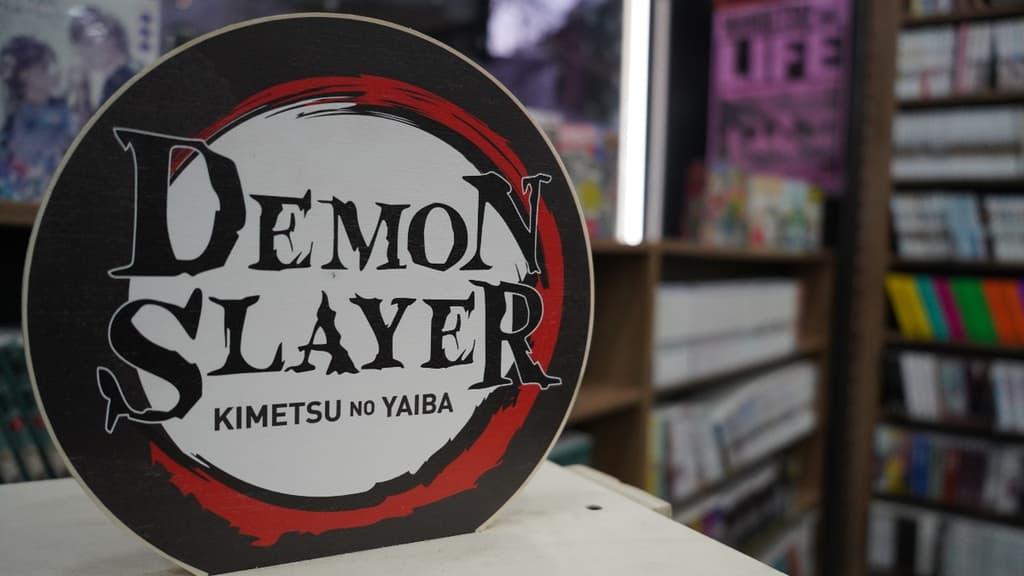 DEMON
SLAYER
KIMETSU NO YAIBA
LIFE